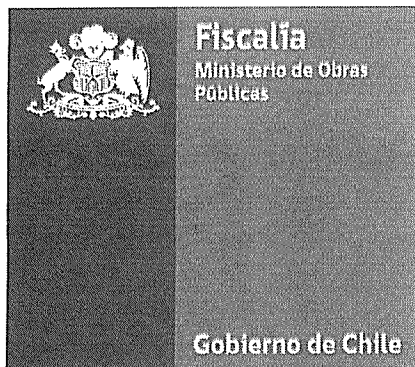 Fiscalía
Ministerio de Obras
Públicas
Gobierno de Chile